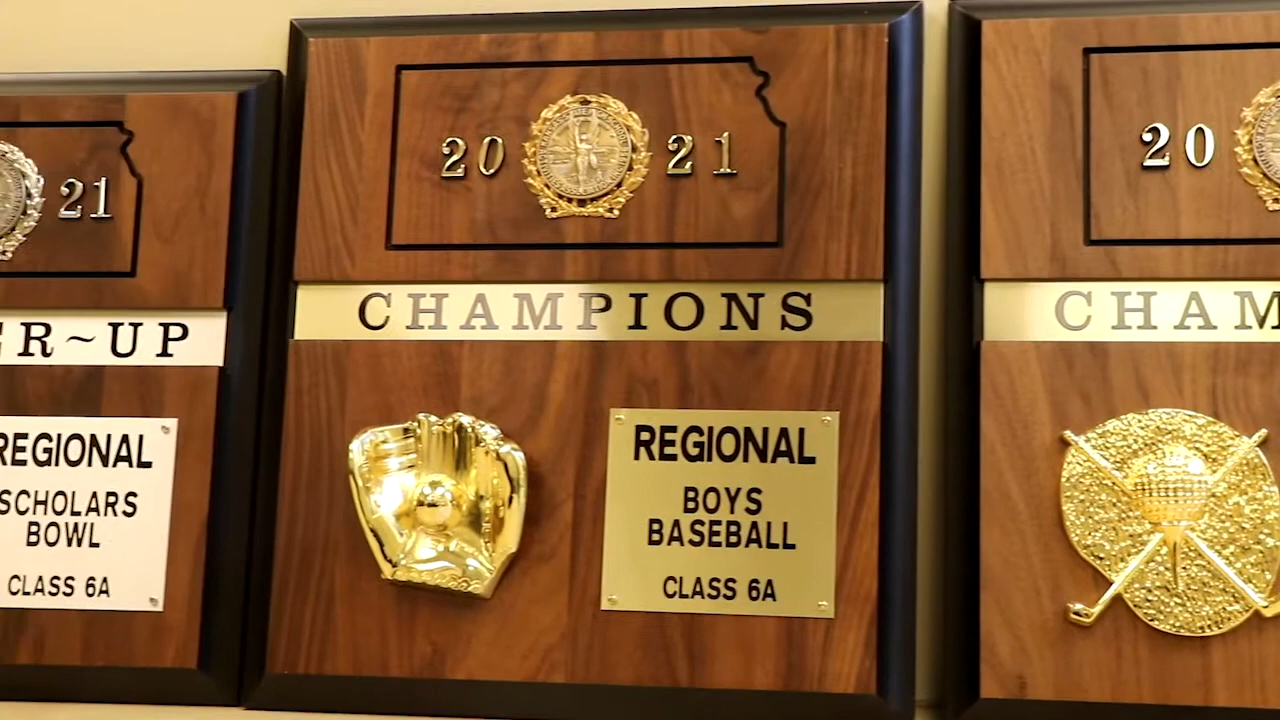 21
ER~UP
REGIONAL
SCHOLARS
BOWL
CLASS 6A
20 21
CHAMPIONS
REGIONAL
BOYS
BASEBALL
CLASS 6A
20
CHAM